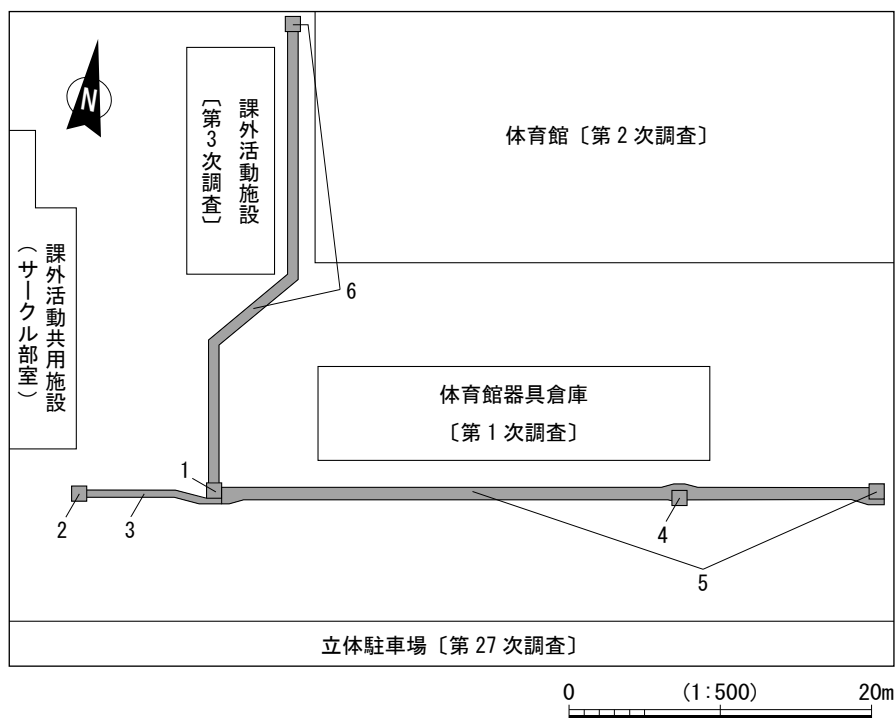 N
課外活動施設
〔第3次調査〕
体育館〔第２次調査〕
課外活動共用施設
（サークル部室）
6
体育館器具倉庫
〔第１次調査〕
1
2
3
4
5
立体駐車場〔第 27 次調査〕
0
(1:500)
20m